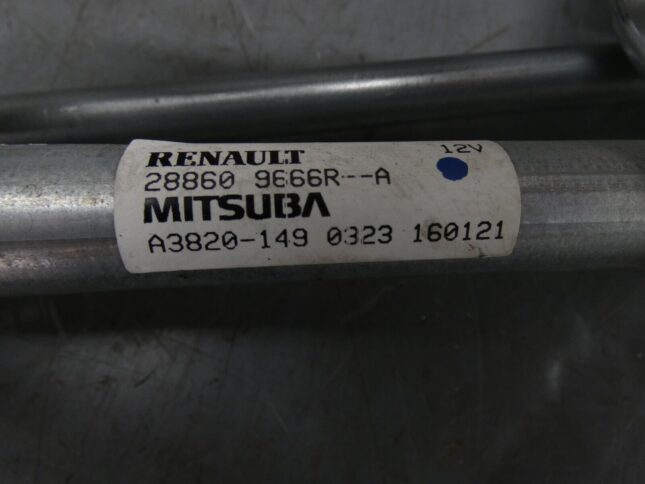 RENAULT 12V
28860 9666R--A
MITSUBA
A3820-149 0323 160121